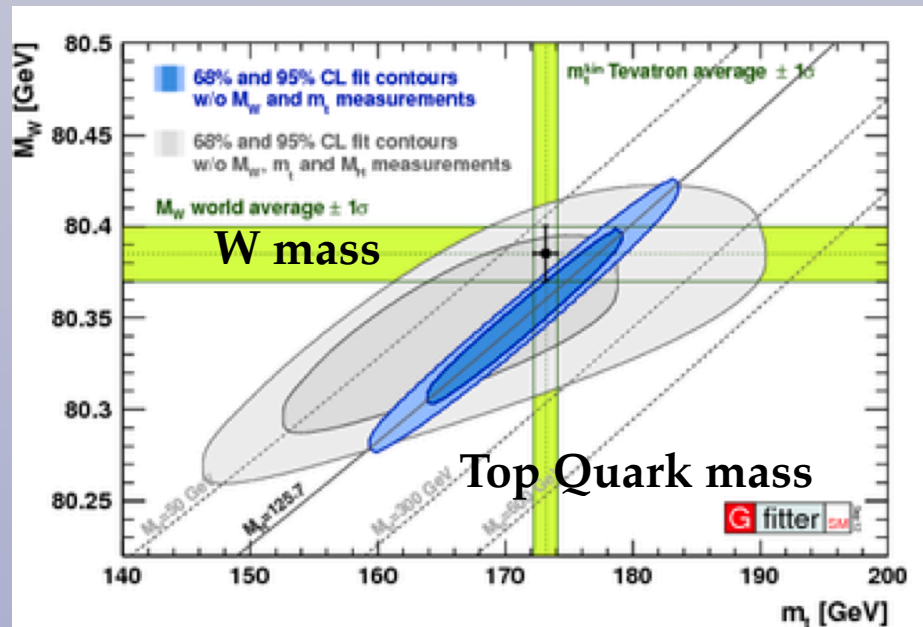 80.5
80.45
80.4
80.35
80.3
80.25
M_W [GeV]
68% and 95% CL fit contours
w/o M_W and m_t measurements
68% and 95% CL fit contours
w/o M_W, m_t and M_H measurements
m_t^kin Tevatron average ± 1σ
M_W world average ± 1σ
W mass
Top Quark mass
M_H=50 GeV
M_H=125.7
M_H=300 GeV
G fitter SM
140 150 160 170 180 190 200
m_t [GeV]